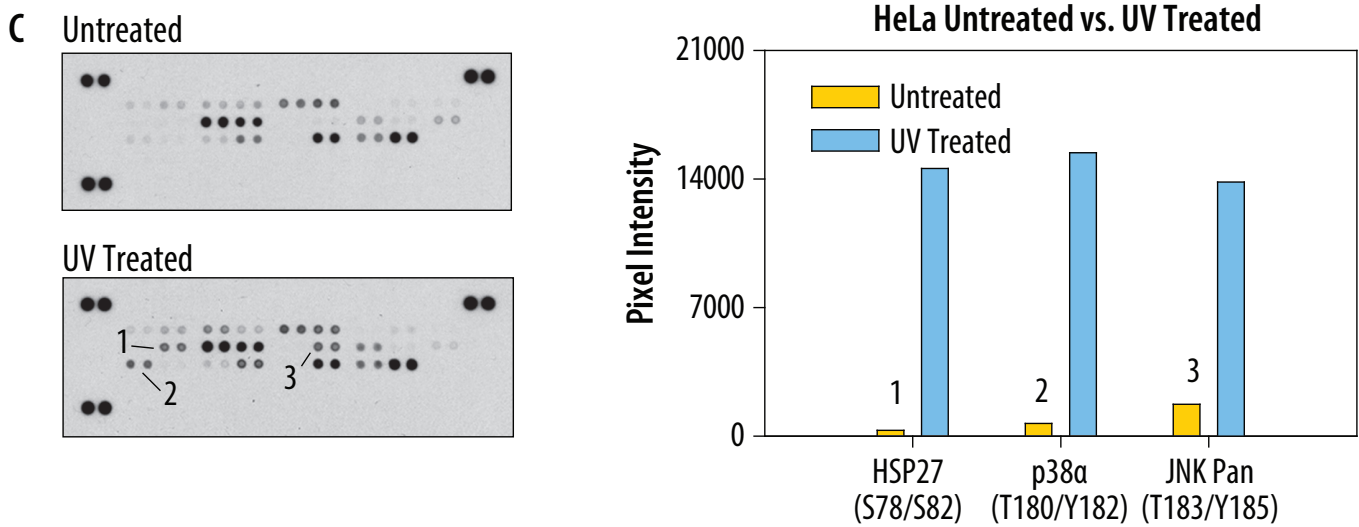 C
Untreated
UV Treated
1
2
3
HeLa Untreated vs. UV Treated
21000
14000
7000
0
Pixel Intensity
Untreated
UV Treated
1
2
3
HSP27
(S78/S82)
p38α
(T180/Y182)
JNK Pan
(T183/Y185)